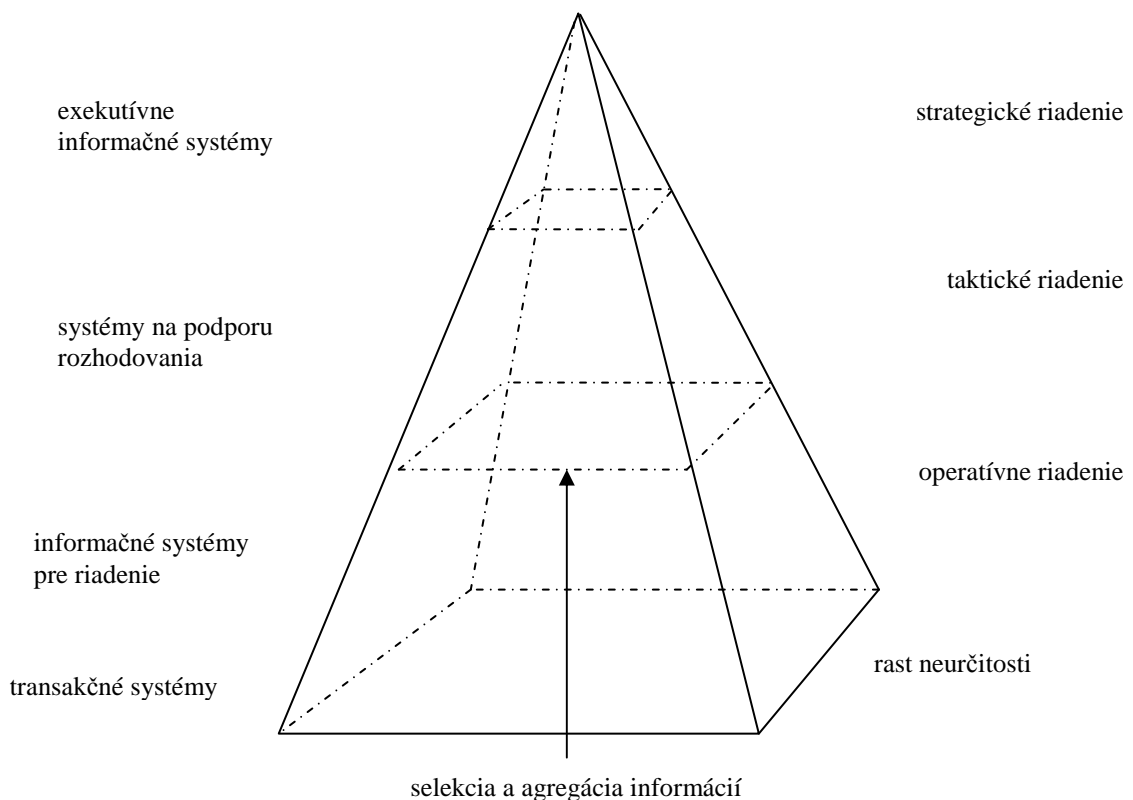 exekutívne
informačné systémy
strategické riadenie
taktické riadenie
systémy na podporu
rozhodovania
operatívne riadenie
informačné systémy
pre riadenie
rast neurčitosti
transakčné systémy
selekcia a agregácia informácií